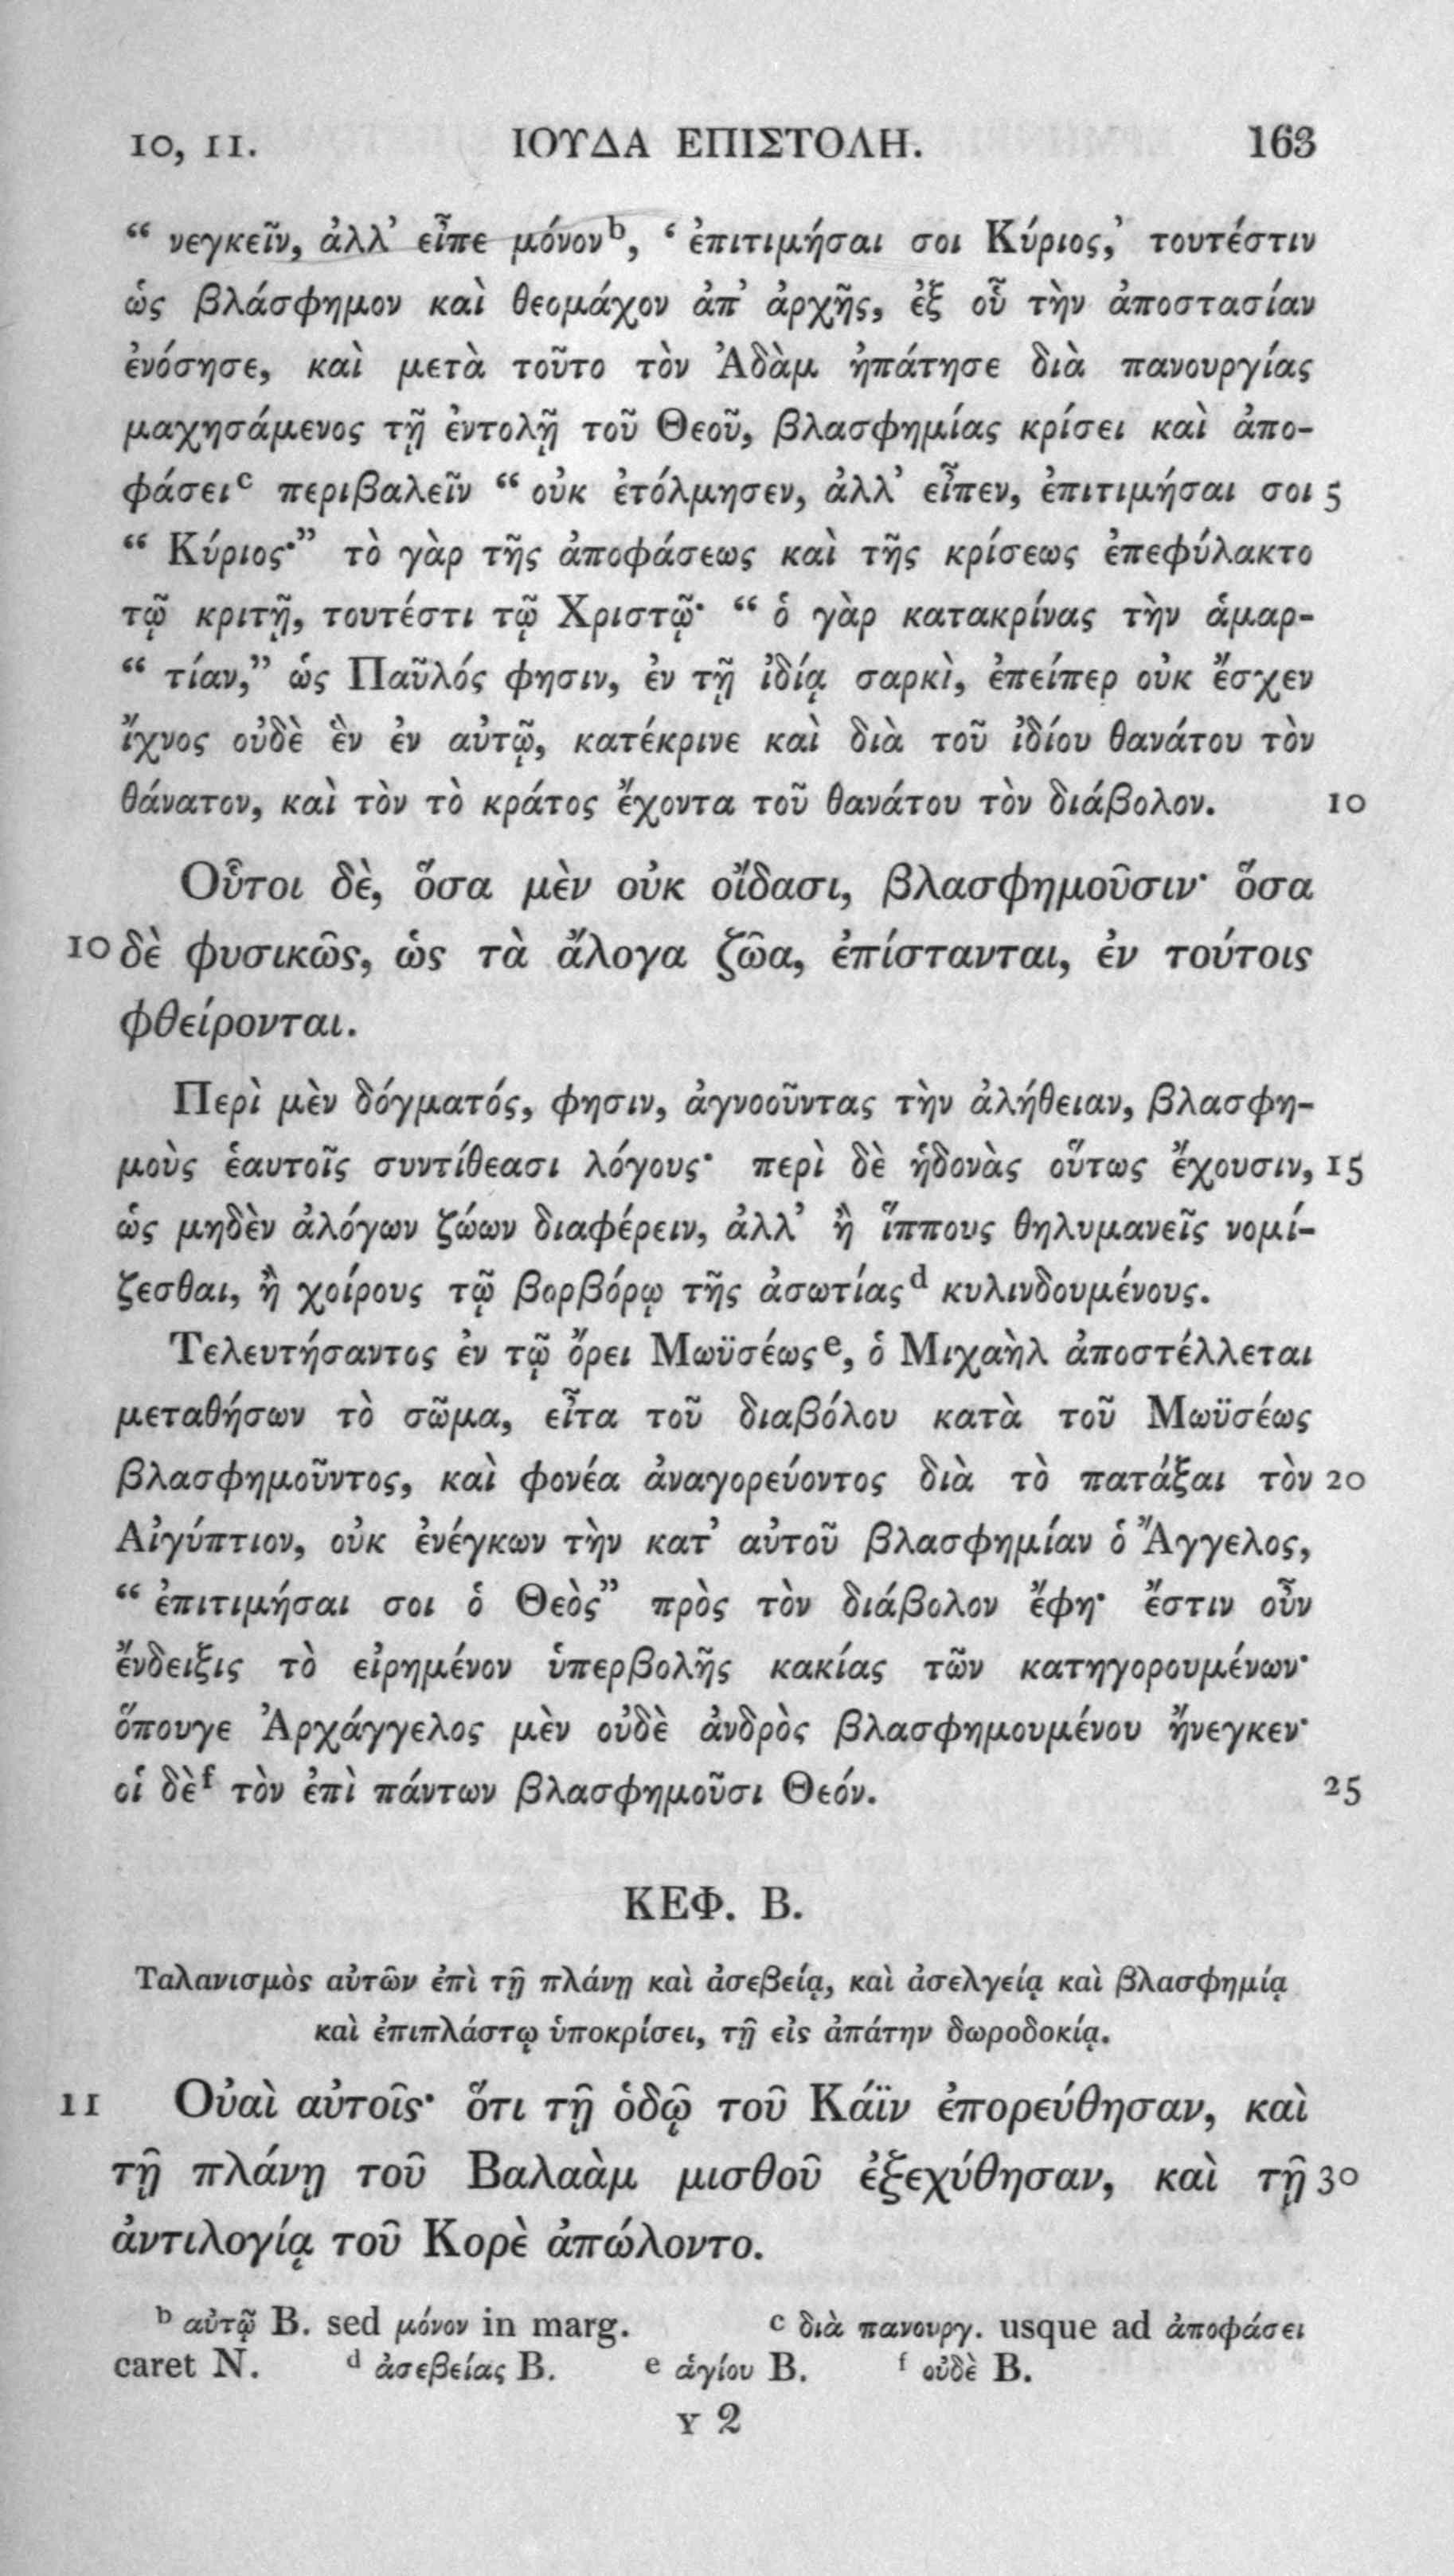 10, 11. ΙΟΥΔΑ ΕΠΙΣΤΟΛΗ. 163
“ νεγκεῖν, ἀλλ’ εἶπε μόνονᵇ, ‘ ἐπιτιμήσαι σοι Κύριος,’ τουτέστιν
ὡς βλάσφημον καὶ θεομάχον ἀπ’ ἀρχῆς, ἐξ οὗ τὴν ἀποστασίαν
ἐνόσησε, καὶ μετὰ τοῦτο τὸν Ἀδὰμ ἠπάτησε διὰ πανουργίας
μαχησάμενος τῇ ἐντολῇ τοῦ Θεοῦ, βλασφημίας κρίσει καὶ ἀπο-
φάσειᶜ περιβαλεῖν “ οὐκ ἐτόλμησεν, ἀλλ’ εἶπεν, ἐπιτιμήσαι σοι 5
“ Κύριος·” τὸ γὰρ τῆς ἀποφάσεως καὶ τῆς κρίσεως ἐπεφύλακτο
τῷ κριτῇ, τουτέστι τῷ Χριστῷ· “ ὁ γὰρ κατακρίνας τὴν ἁμαρ-
“ τίαν,” ὡς Παῦλός φησιν, ἐν τῇ ἰδίᾳ σαρκὶ, ἐπείπερ οὐκ ἔσχεν
ἴχνος οὐδὲ ἓν ἐν αὐτῷ, κατέκρινε καὶ διὰ τοῦ ἰδίου θανάτου τὸν
θάνατον, καὶ τὸν τὸ κράτος ἔχοντα τοῦ θανάτου τὸν διάβολον. 10
Οὗτοι δὲ, ὅσα μὲν οὐκ οἴδασι, βλασφημοῦσιν· ὅσα
10 δὲ φυσικῶς, ὡς τὰ ἄλογα ζῶα, ἐπίστανται, ἐν τούτοις
φθείρονται.
Περὶ μὲν δόγματός, φησιν, ἀγνοοῦντας τὴν ἀλήθειαν, βλασφη-
μοὺς ἑαυτοῖς συντίθεασι λόγους· περὶ δὲ ἡδονὰς οὕτως ἔχουσιν, 15
ὡς μηδὲν ἀλόγων ζώων διαφέρειν, ἀλλ’ ἢ ἵππους θηλυμανεῖς νομί-
ζεσθαι, ἢ χοίρους τῷ βορβόρῳ τῆς ἀσωτίαςᵈ κυλινδουμένους.
Τελευτήσαντος ἐν τῷ ὄρει Μωϋσέωςᵉ, ὁ Μιχαὴλ ἀποστέλλεται
μεταθήσων τὸ σῶμα, εἶτα τοῦ διαβόλου κατὰ τοῦ Μωϋσέως
βλασφημοῦντος, καὶ φονέα ἀναγορεύοντος διὰ τὸ πατάξαι τὸν 20
Αἰγύπτιον, οὐκ ἐνέγκων τὴν κατ’ αὐτοῦ βλασφημίαν ὁ Ἄγγελος,
“ ἐπιτιμήσαι σοι ὁ Θεὸς” πρὸς τὸν διάβολον ἔφη· ἔστιν οὖν
ἔνδειξις τὸ εἰρημένον ὑπερβολῆς κακίας τῶν κατηγορουμένων·
ὅπουγε Ἀρχάγγελος μὲν οὐδὲ ἀνδρὸς βλασφημουμένου ἤνεγκεν·
οἱ δὲᶠ τὸν ἐπὶ πάντων βλασφημοῦσι Θεόν. 25
ΚΕΦ. Β.
Ταλανισμὸς αὐτῶν ἐπὶ τῇ πλάνῃ καὶ ἀσεβείᾳ, καὶ ἀσελγείᾳ καὶ βλασφημίᾳ
καὶ ἐπιπλάστῳ ὑποκρίσει, τῇ εἰς ἀπάτην δωροδοκίᾳ.
11 Οὐαὶ αὐτοῖς· ὅτι τῇ ὁδῷ τοῦ Κάϊν ἐπορεύθησαν, καὶ
τῇ πλάνῃ τοῦ Βαλαὰμ μισθοῦ ἐξεχύθησαν, καὶ τῇ 30
ἀντιλογίᾳ τοῦ Κορὲ ἀπώλοντο.
ᵇ αὐτῷ B. sed μόνον in marg. ᶜ διὰ πανουργ. usque ad ἀποφάσει
caret N. ᵈ ἀσεβείας B. ᵉ ἁγίου B. ᶠ οὐδὲ B.
Y 2